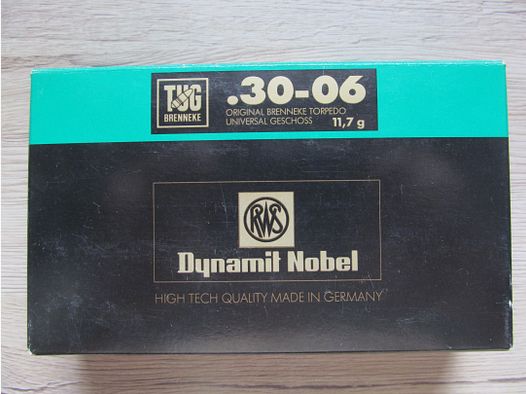 TUG
BRENNEKE
.30-06
ORIGINAL BRENNEKE TORPEDO
UNIVERSAL GESCHOSS 11,7 g
RWS
Dynamit Nobel
HIGH TECH QUALITY MADE IN GERMANY